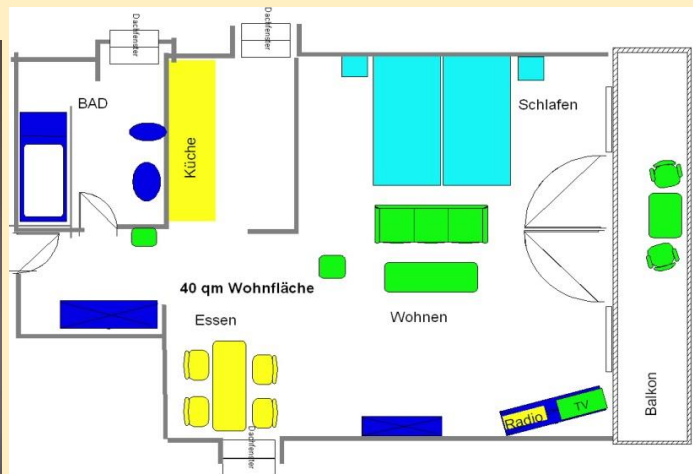 Dachfenster
Dachfenster
BAD
Schlafen
Küche
40 qm Wohnfläche
Essen
Wohnen
Balkon
TV
Radio
Dachfenster